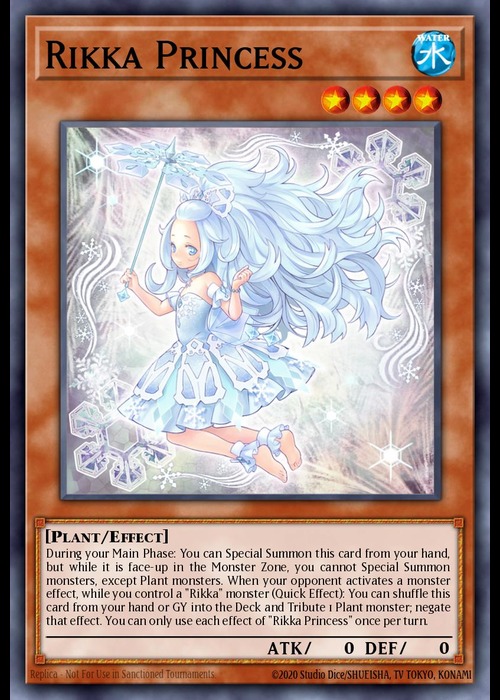 Rikka Princess
WATER
水
[Plant/Effect]
During your Main Phase: You can Special Summon this card from your hand,
but while it is face-up in the Monster Zone, you cannot Special Summon
monsters, except Plant monsters. When your opponent activates a monster
effect, while you control a "Rikka" monster (Quick Effect): You can shuffle
this card from your hand or GY into the Deck and Tribute 1 Plant monster; negate
that effect. You can only use each effect of "Rikka Princess" once per turn.
ATK/ 0 DEF/ 0
Replica - Not For Use in Sanctioned Tournaments
©2020 Studio Dice/SHUEISHA, TV TOKYO, KONAMI